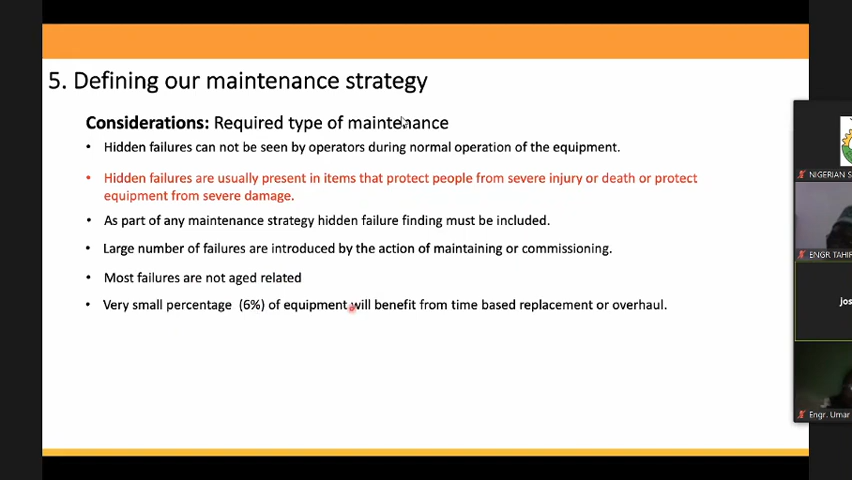 5. Defining our maintenance strategy
Considerations: Required type of maintenance
• Hidden failures can not be seen by operators during normal operation of the equipment.
• Hidden failures are usually present in items that protect people from severe injury or death or protect
equipment from severe damage.
• As part of any maintenance strategy hidden failure finding must be included.
• Large number of failures are introduced by the action of maintaining or commissioning.
• Most failures are not aged related
• Very small percentage (6%) of equipment will benefit from time based replacement or overhaul.
NIGERIAN S
ENGR TAHIR
jos
Engr. Umar